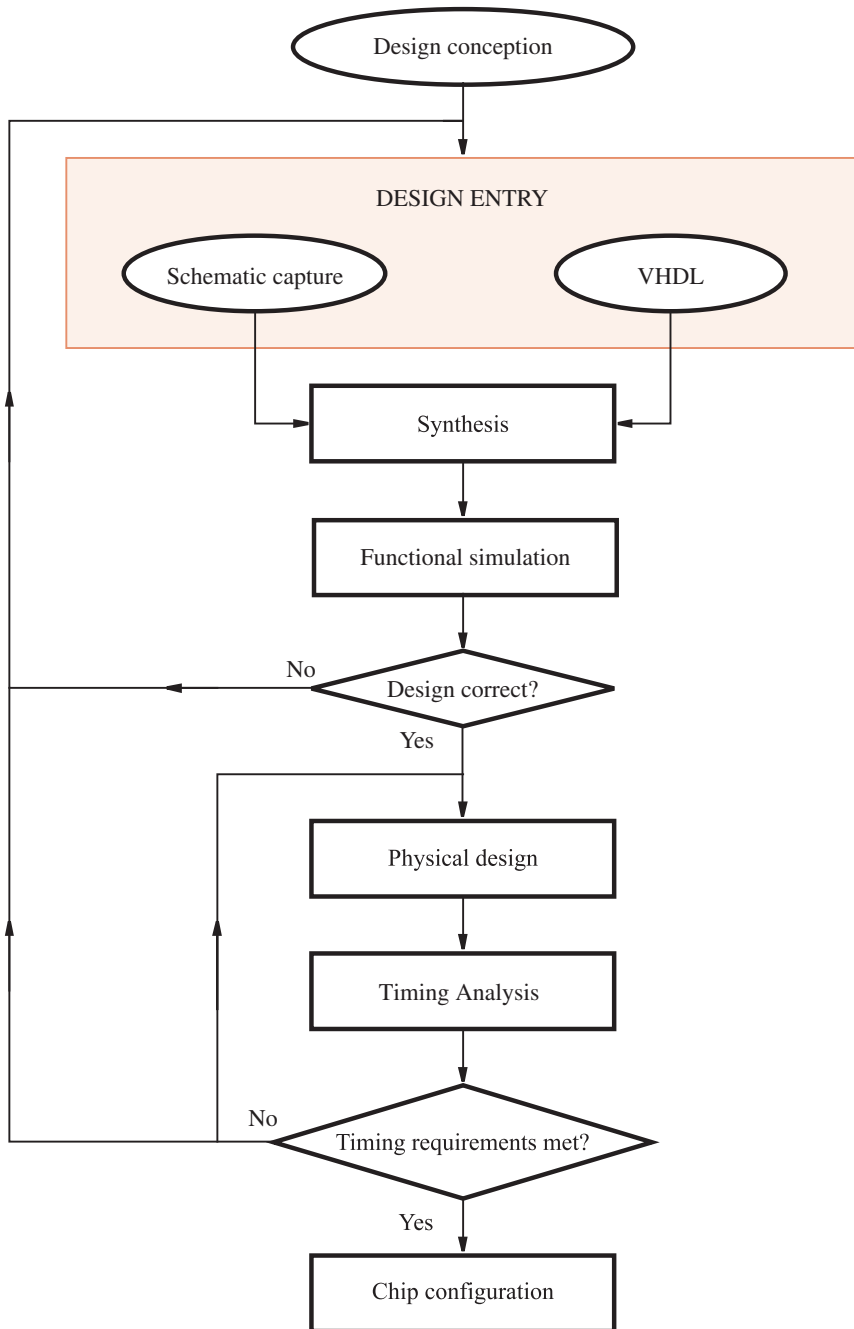 Design conception
DESIGN ENTRY
Schematic capture
VHDL
Synthesis
Functional simulation
No
Design correct?
Yes
Physical design
Timing Analysis
No
Timing requirements met?
Yes
Chip configuration